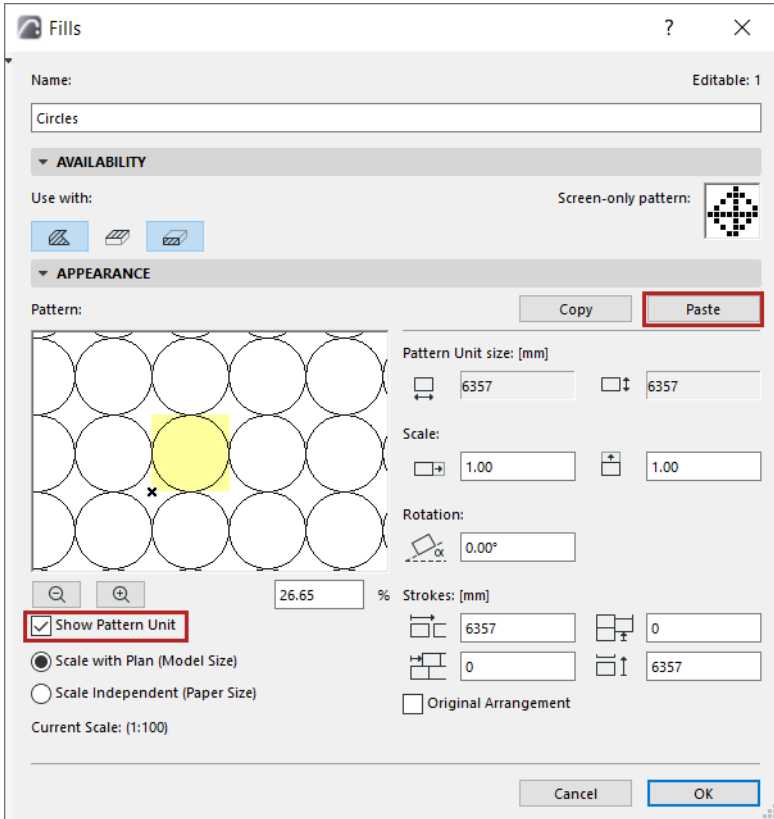 Fills
?
Name:
Editable: 1
Circles
AVAILABILITY
Use with:
Screen-only pattern:
APPEARANCE
Pattern:
Copy
Paste
Pattern Unit size: [mm]
6357
6357
Scale:
1.00
1.00
Rotation:
α
0.00°
26.65
%
Strokes: [mm]
Show Pattern Unit
6357
0
Scale with Plan (Model Size)
0
6357
Scale Independent (Paper Size)
Original Arrangement
Current Scale: (1:100)
Cancel
OK